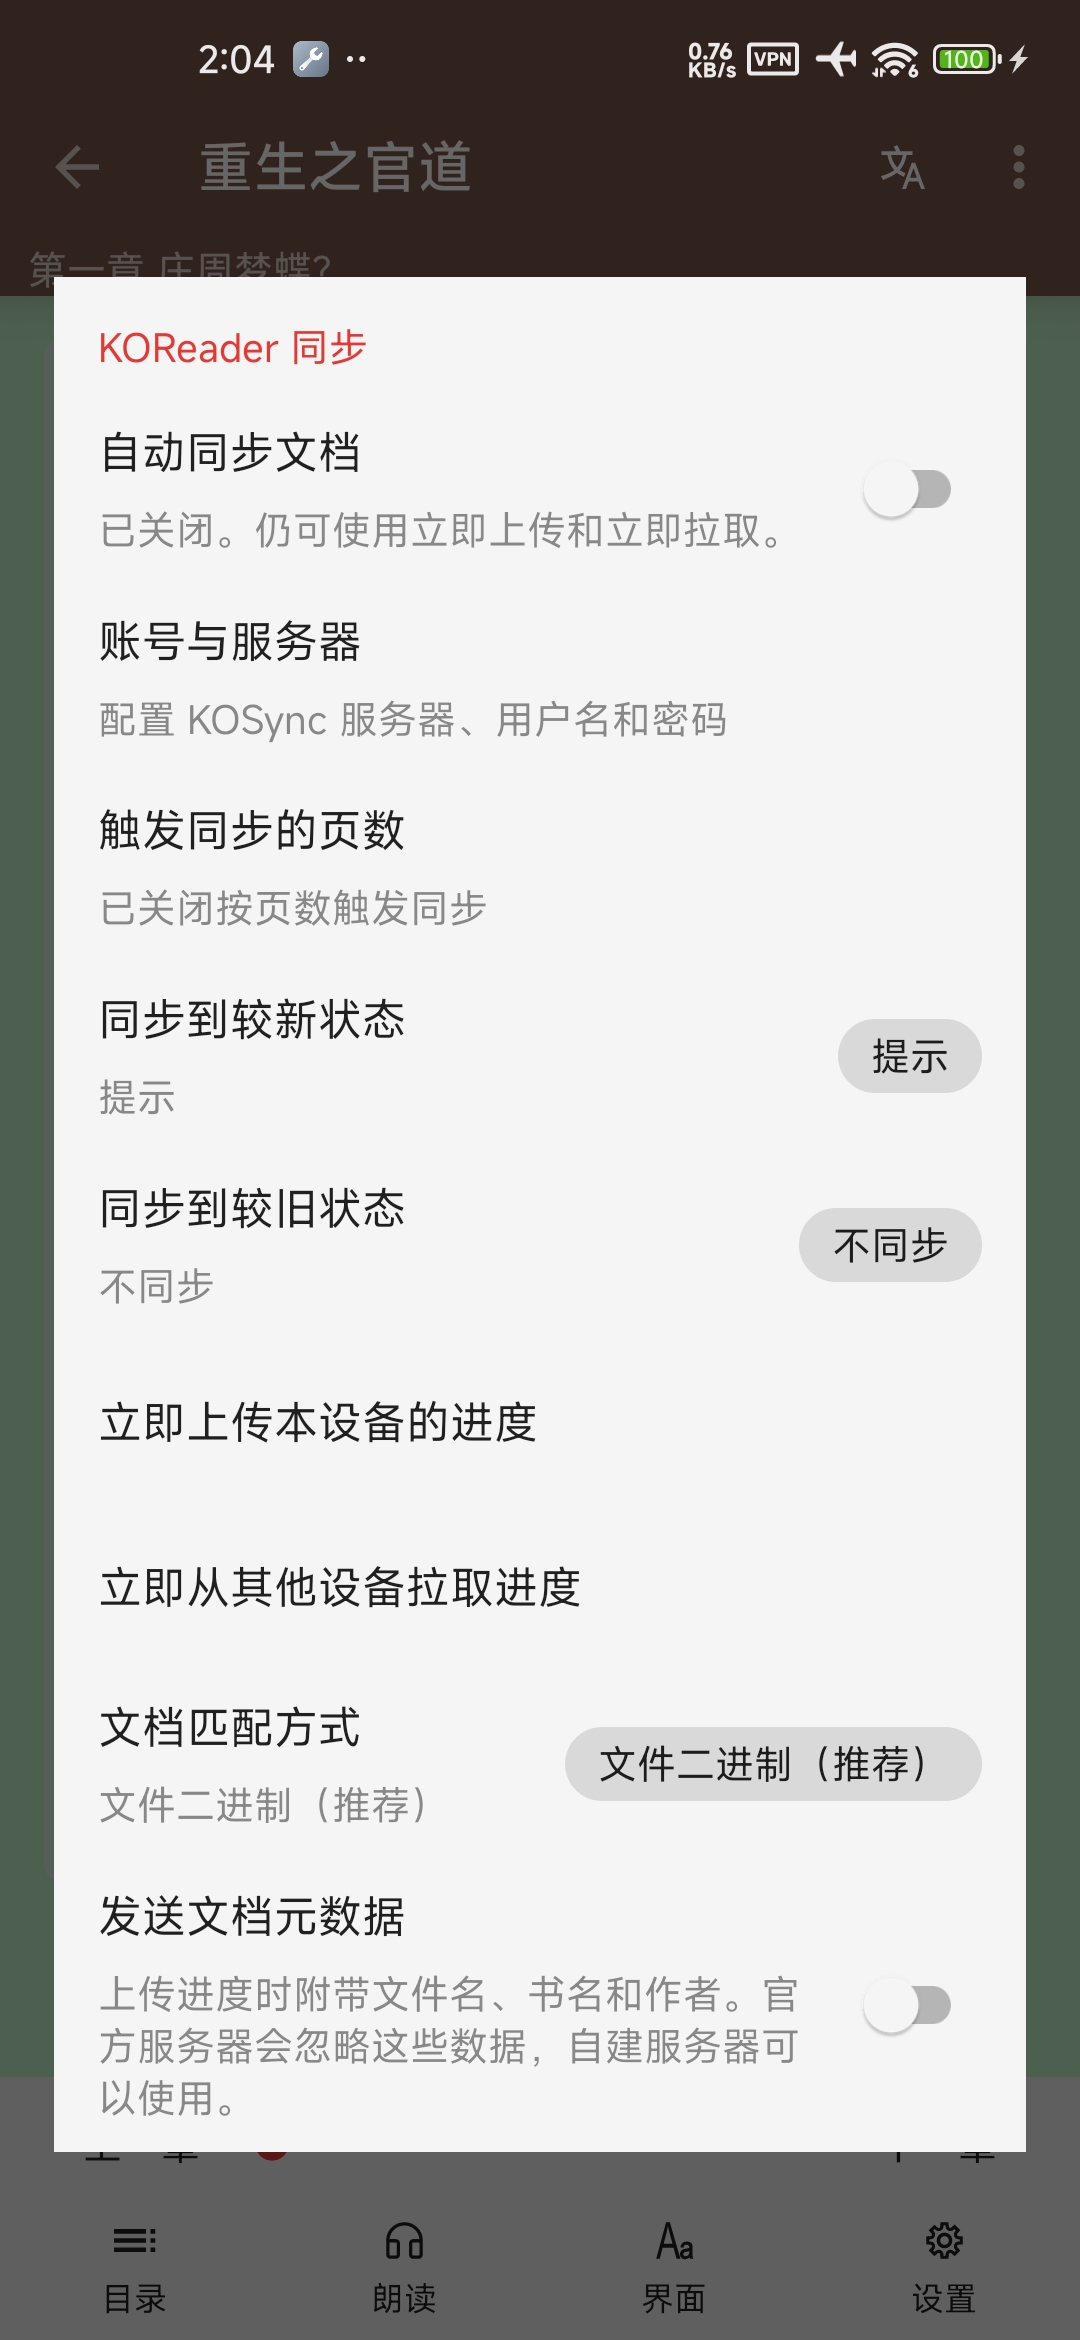 2:04
0.76
KB/s
VPN
6
100
重生之官道
文A
第一章 庄周梦蝶?
KOReader 同步
自动同步文档
已关闭。仍可使用立即上传和立即拉取。
账号与服务器
配置 KOSync 服务器、用户名和密码
触发同步的页数
已关闭按页数触发同步
同步到较新状态
提示
提示
同步到较旧状态
不同步
不同步
立即上传本设备的进度
立即从其他设备拉取进度
文档匹配方式
文件二进制（推荐）
文件二进制（推荐）
发送文档元数据
上传进度时附带文件名、书名和作者。官
方服务器会忽略这些数据，自建服务器可
以使用。
Aa
目录
朗读
界面
设置